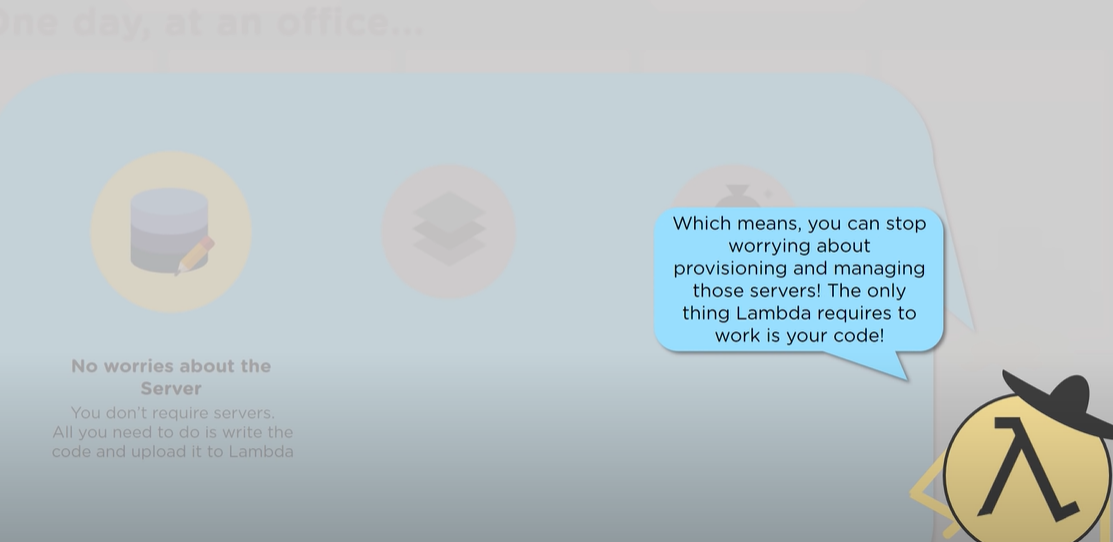 One day, at an office...
Which means, you can stop
worrying about
provisioning and managing
those servers! The only
thing Lambda requires to
work is your code!
No worries about the
Server
You don't require servers.
All you need to do is write the
code and upload it to Lambda
λ